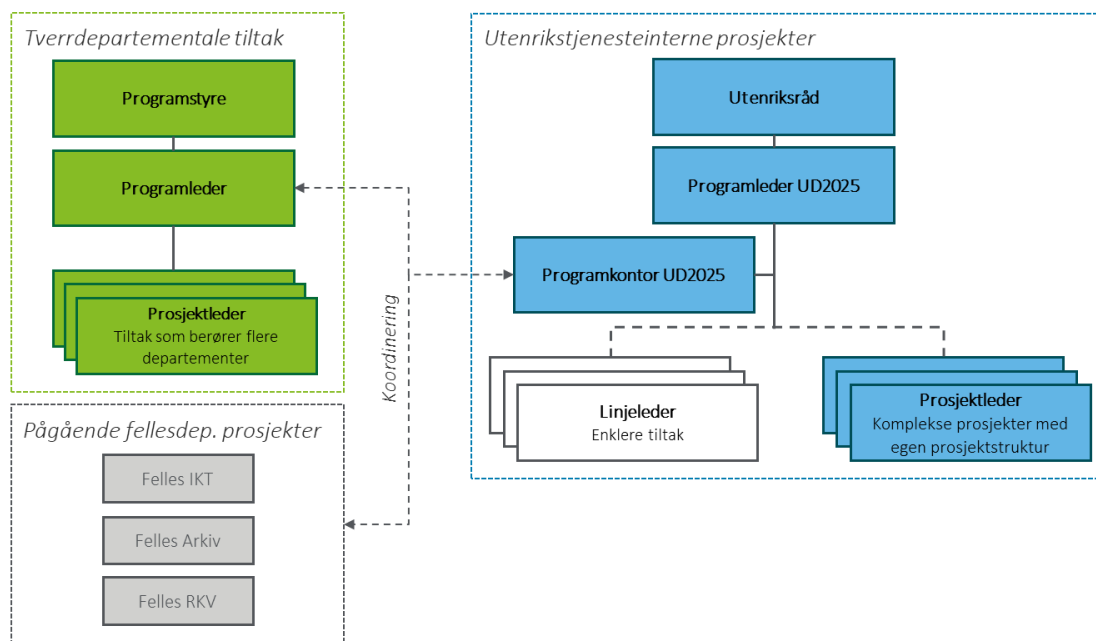 Tverrdepartementale tiltak
Programstyre
Programleder
Prosjektleder
Tiltak som berører flere
departementer
Pågående fellesdep. prosjekter
Felles IKT
Felles Arkiv
Felles RKV
Koordinering
Utenrikstjenesteinterne prosjekter
Utenriksråd
Programleder UD2025
Programkontor UD2025
Linjeleder
Enklere tiltak
Prosjektleder
Komplekse prosjekter med
egen prosjektstruktur